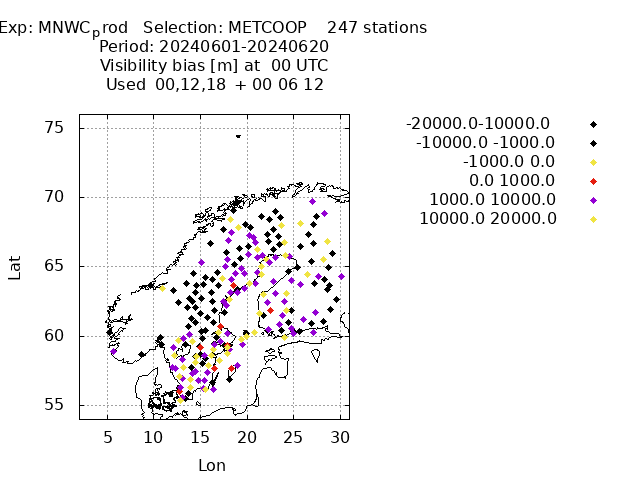 Exp: MNWCprod   Selection: METCOOP    247 stations
Period: 20240601-20240620
Visibility bias [m] at  00 UTC
Used  00,12,18  + 00 06 12
-20000.0-10000.0
-10000.0 -1000.0
-1000.0 0.0
0.0 1000.0
1000.0 10000.0
10000.0 20000.0
75
70
65
60
55
Lat
5 10 15 20 25 30
Lon